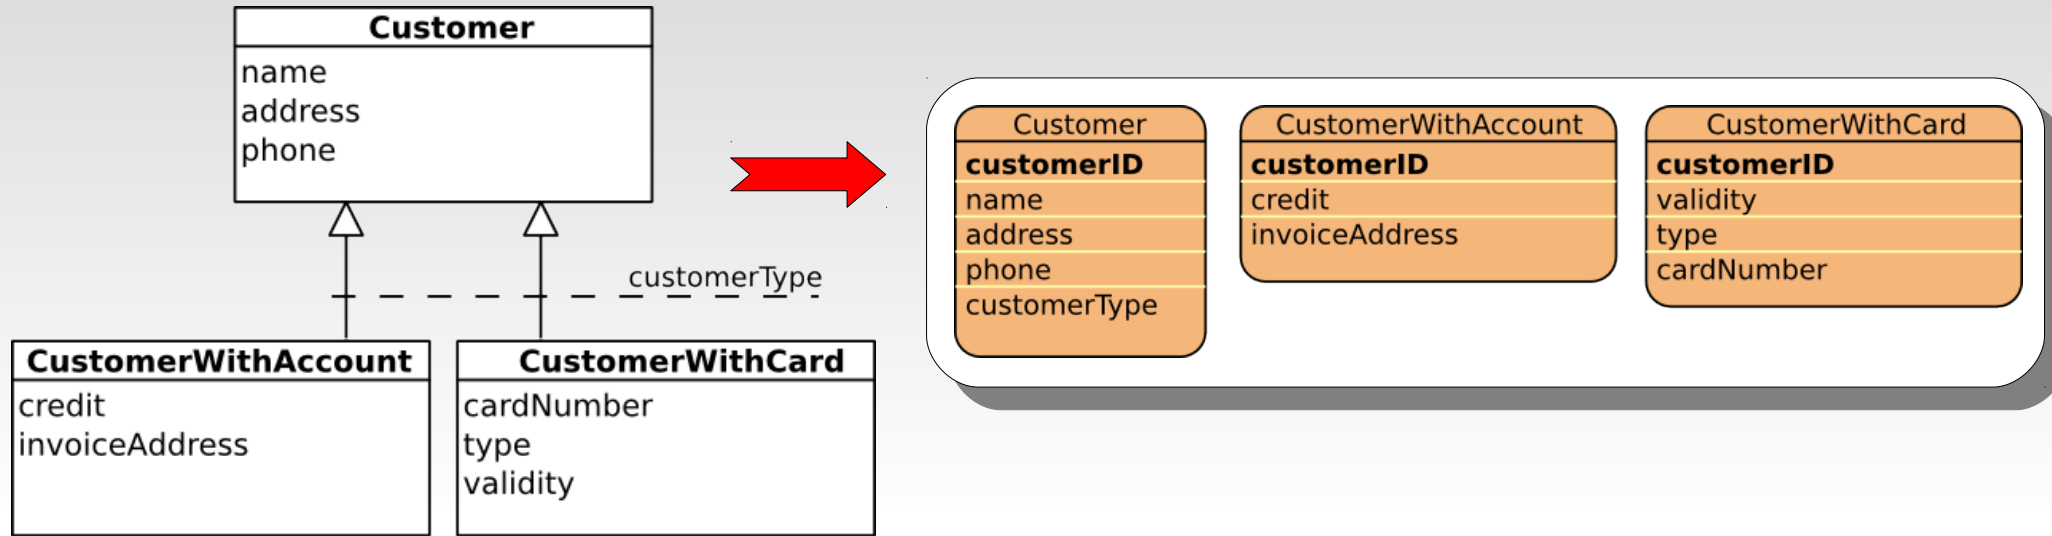 Customer
name
address
phone
customerType
CustomerWithAccount
credit
invoiceAddress
CustomerWithCard
cardNumber
type
validity
Customer
customerID
name
address
phone
customerType
CustomerWithAccount
customerID
credit
invoiceAddress
CustomerWithCard
customerID
validity
type
cardNumber